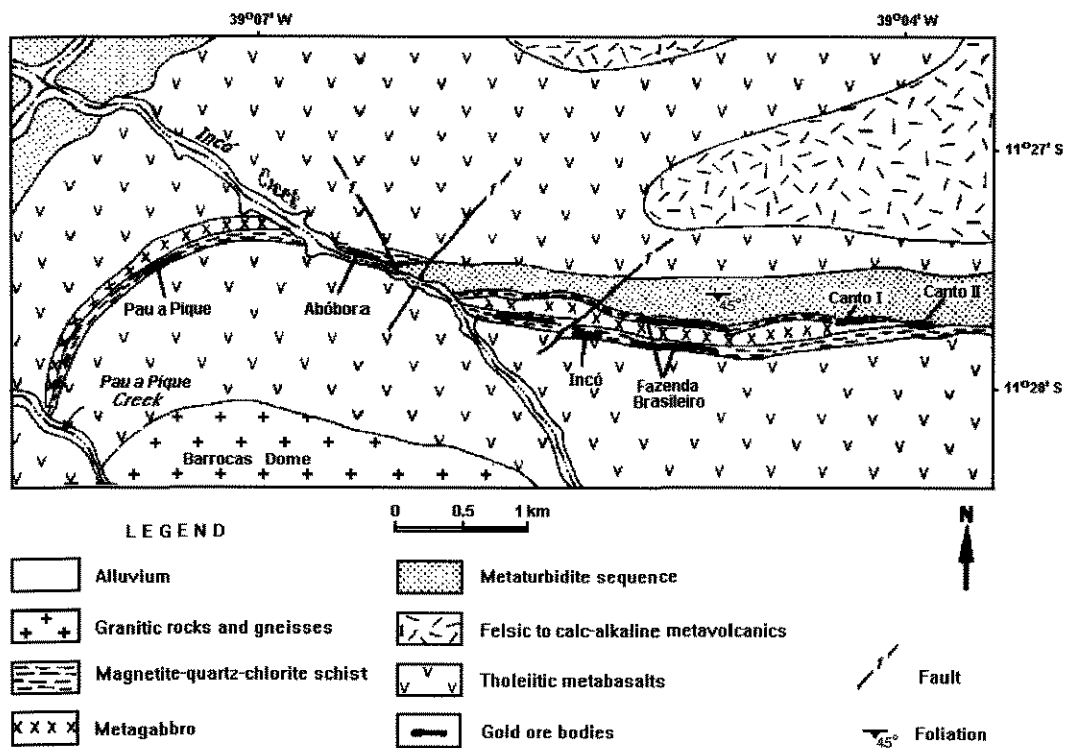 39°07' W
39°04' W
11°27' S
11°28' S
Incó
Creek
f
f
f
Pau a Pique
Abóbora
45°
Canto I
Canto II
Incó
Fazenda
Brasileiro
Pau a Pique
Creek
Barrocas Dome
0 0.5 1 km
N
LEGEND
Alluvium
Granitic rocks and gneisses
Magnetite-quartz-chlorite schist
Metagabbro
Metaturbidite sequence
Felsic to calc-alkaline metavolcanics
Tholeiitic metabasalts
Gold ore bodies
f
Fault
45°
Foliation